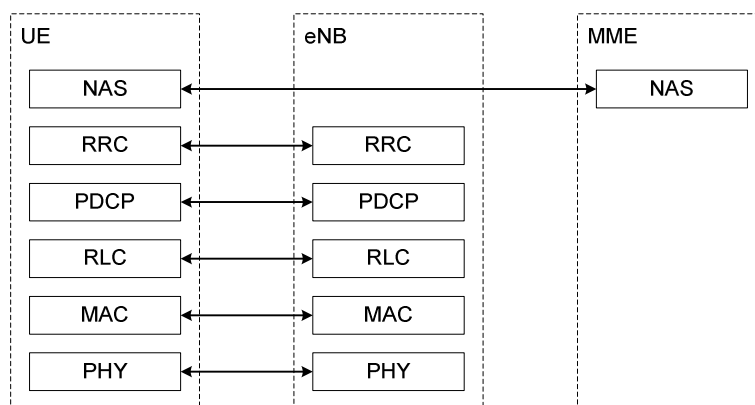 UE eNB MME
NAS NAS
RRC RRC
PDCP PDCP
RLC RLC
MAC MAC
PHY PHY